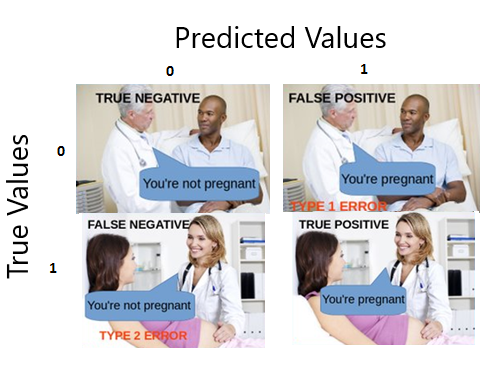 Predicted Values
0
1
True Values
0
TRUE NEGATIVE
You're not pregnant
FALSE POSITIVE
You're pregnant
TYPE 1 ERROR
1
FALSE NEGATIVE
You're not pregnant
TYPE 2 ERROR
TRUE POSITIVE
You're pregnant